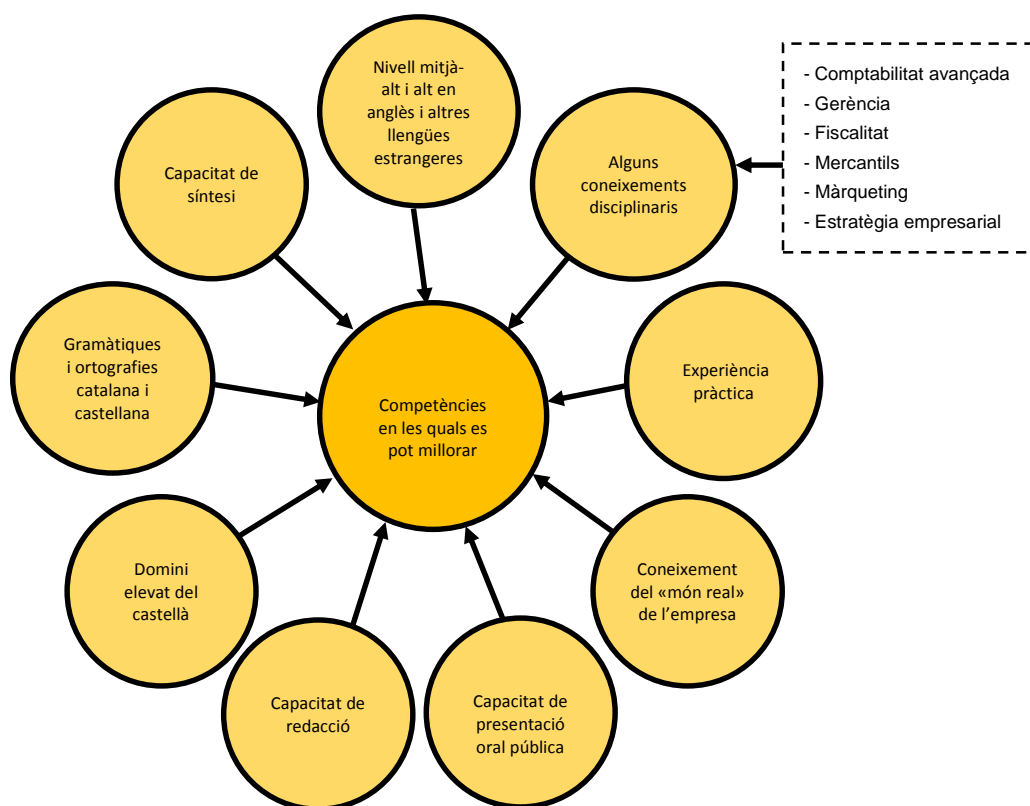 Nivell mitjà-
alt i alt en
anglès i altres
llengües
estrangeres
- Comptabilitat avançada
- Gerència
- Fiscalitat
- Mercantils
- Màrqueting
- Estratègia empresarial
Alguns
coneixements
disciplinaris
Capacitat de
síntesi
Gramàtiques
i ortografies
catalana i
castellana
Experiència
pràctica
Competències
en les quals es
pot millorar
Domini
elevat del
castellà
Coneixement
del «món real»
de l’empresa
Capacitat de
redacció
Capacitat de
presentació
oral pública